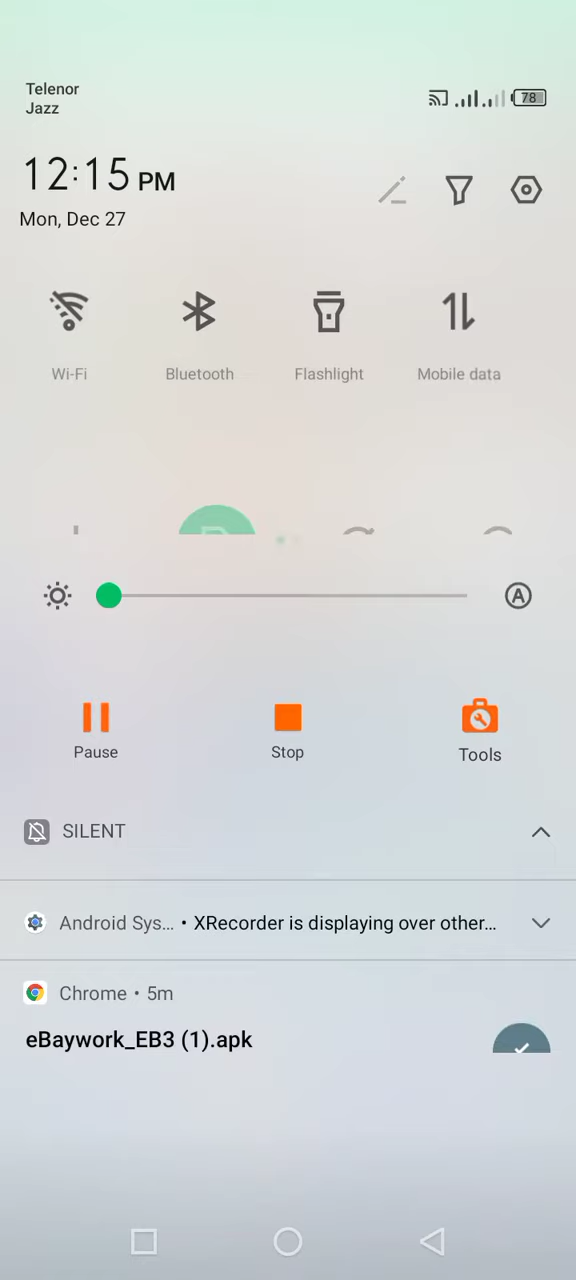 Telenor
Jazz
78
12:15 PM
Mon, Dec 27
Wi-Fi
Bluetooth
Flashlight
Mobile data
A
Pause
Stop
Tools
SILENT
Android Sys... • XRecorder is displaying over other...
Chrome • 5m
eBaywork_EB3 (1).apk